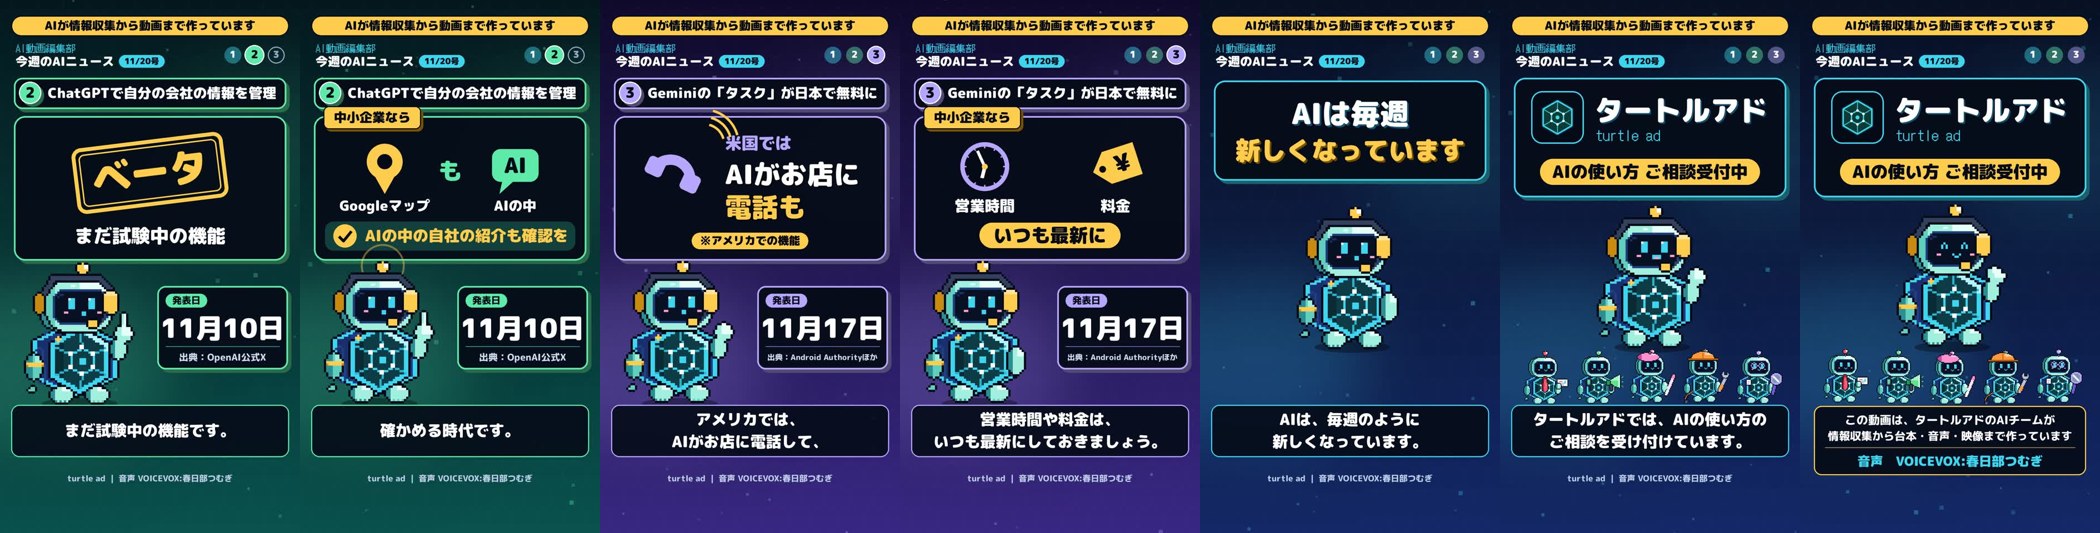 AIが情報収集から動画まで作っています
AI動画編集部
今週のAIニュース 11/20号
1 2 3
2 ChatGPTで自分の会社の情報を管理
ベータ
まだ試験中の機能
発表日
11月10日
出典：OpenAI公式X
まだ試験中の機能です。
turtle ad | 音声 VOICEVOX:春日部つむぎ
AIが情報収集から動画まで作っています
AI動画編集部
今週のAIニュース 11/20号
1 2 3
2 ChatGPTで自分の会社の情報を管理
中小企業なら
も
AI
Googleマップ
AIの中
AIの中の自社の紹介も確認を
発表日
11月10日
出典：OpenAI公式X
確かめる時代です。
turtle ad | 音声 VOICEVOX:春日部つむぎ
AIが情報収集から動画まで作っています
AI動画編集部
今週のAIニュース 11/20号
1 2 3
3 Geminiの「タスク」が日本で無料に
米国では
AIがお店に
電話も
※アメリカでの機能
発表日
11月17日
出典：Android Authorityほか
アメリカでは、
AIがお店に電話して、
turtle ad | 音声 VOICEVOX:春日部つむぎ
AIが情報収集から動画まで作っています
AI動画編集部
今週のAIニュース 11/20号
1 2 3
3 Geminiの「タスク」が日本で無料に
中小企業なら
¥
営業時間
料金
いつも最新に
発表日
11月17日
出典：Android Authorityほか
営業時間や料金は、
いつも最新にしておきましょう。
turtle ad | 音声 VOICEVOX:春日部つむぎ
AIが情報収集から動画まで作っています
AI動画編集部
今週のAIニュース 11/20号
1 2 3
AIは毎週
新しくなっています
AIは、毎週のように
新しくなっています。
turtle ad | 音声 VOICEVOX:春日部つむぎ
AIが情報収集から動画まで作っています
AI動画編集部
今週のAIニュース 11/20号
1 2 3
タートルアド
turtle ad
AIの使い方 ご相談受付中
タートルアドでは、AIの使い方の
ご相談を受け付けています。
turtle ad | 音声 VOICEVOX:春日部つむぎ
AIが情報収集から動画まで作っています
AI動画編集部
今週のAIニュース 11/20号
1 2 3
タートルアド
turtle ad
AIの使い方 ご相談受付中
この動画は、タートルアドのAIチームが
情報収集から台本・音声・映像まで作っています
音声 VOICEVOX:春日部つむぎ